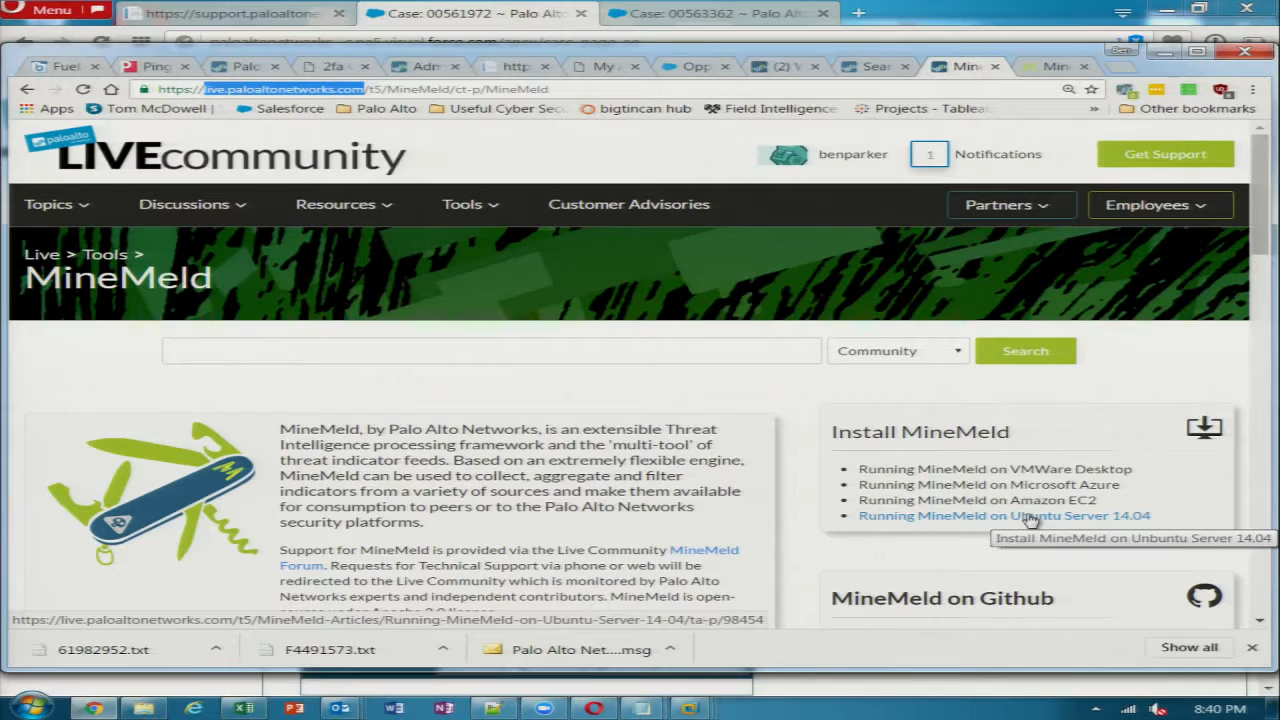 Menu
https://support.paloaltone
Case: 00561972 ~ Palo Alto
Case: 00563362 ~ Palo Alto
Fuel
Ping
Palo
2fa
Adm
http
My
Opp
(2)
Sear
Mine
Mine
https://live.paloaltonetworks.com/t5/MineMeld/ct-p/MineMeld
Apps
Tom McDowell
Salesforce
Palo Alto
Useful Cyber Sec
bigtincan hub
Field Intelligence
Projects - Tableau
»
Other bookmarks
paloalto
LIVEcommunity
benparker
1
Notifications
Get Support
Topics
Discussions
Resources
Tools
Customer Advisories
Partners
Employees
Live > Tools >
MineMeld
Community
Search
MineMeld, by Palo Alto Networks, is an extensible Threat
Intelligence processing framework and the 'multi-tool' of
threat indicator feeds. Based on an extremely flexible engine,
MineMeld can be used to collect, aggregate and filter
indicators from a variety of sources and make them available
for consumption to peers or to the Palo Alto Networks
security platforms.
Support for MineMeld is provided via the Live Community MineMeld
Forum. Requests for Technical Support via phone or web will be
redirected to the Live Community which is monitored by Palo Alto
Networks experts and independent contributors. MineMeld is open-
Install MineMeld
• Running MineMeld on VMWare Desktop
• Running MineMeld on Microsoft Azure
• Running MineMeld on Amazon EC2
• Running MineMeld on Ubuntu Server 14.04
Install MineMeld on Unbuntu Server 14.04
MineMeld on Github
https://live.paloaltonetworks.com/t5/MineMeld-Articles/Running-MineMeld-on-Ubuntu-Server-14-04/ta-p/98454
61982952.txt
F4491573.txt
Palo Alto Net....msg
Show all
8:40 PM